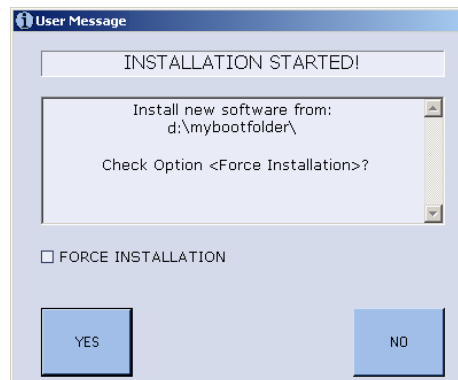 User Message
INSTALLATION STARTED!
Install new software from:
d:\mybootfolder\
Check Option <Force Installation>?
FORCE INSTALLATION
YES
NO